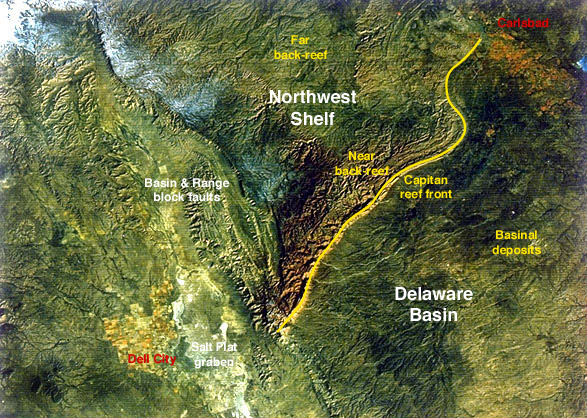 Carlsbad
Far
back-reef
Northwest
Shelf
Near
back-reef
Capitan
reef front
Basin & Range
block faults
Basinal
deposits
Delaware
Basin
Salt Flat
graben
Dell City